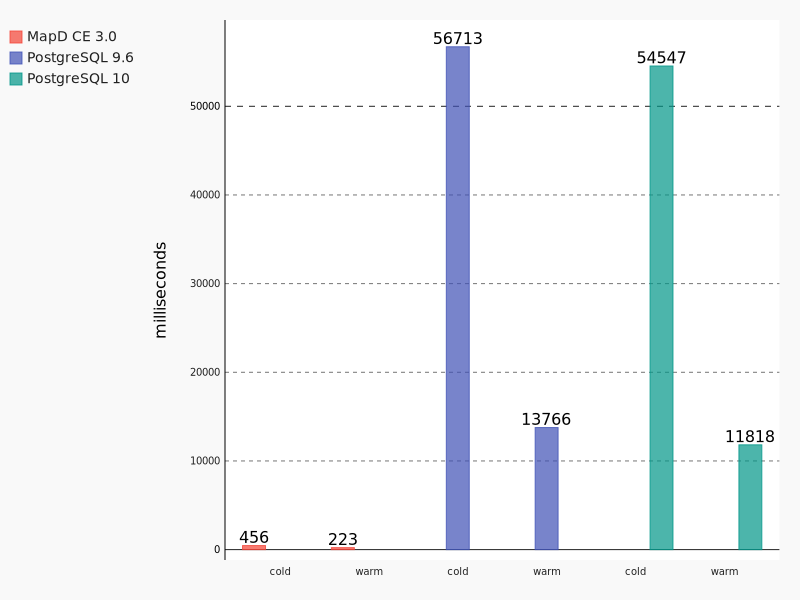 MapD CE 3.0
PostgreSQL 9.6
PostgreSQL 10
milliseconds
50000
40000
30000
20000
10000
0
456
223
56713
13766
54547
11818
cold
warm
cold
warm
cold
warm